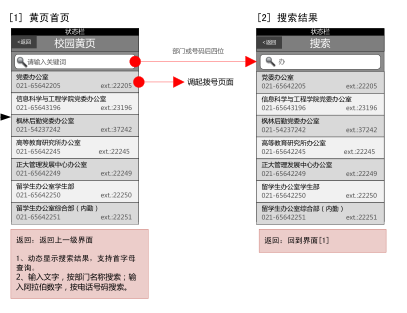 [1] 黄页首页
状态栏
<返回
校园黄页
请输入关键词
党委办公室
021-65642205 ext.:22205
信息科学与工程学院党委办公室
021-65643196 ext.:23196
枫林后勤党委办公室
021-54237242 ext.:37242
高等教育研究所办公室
021-65642245 ext.:22245
正大管理发展中心办公室
021-65642249 ext.:22249
留学生办公室学生部
021-65642250 ext.:22250
留学生办公室综合部（内勤）
021-65642251 ext.:22251
返回：返回上一级界面
1、动态显示搜索结果，支持首字母
查询。
2、输入文字，按部门名称搜索；输
入阿拉伯数字，按电话号码搜索。
部门或号码后四位
调起拨号页面
[2] 搜索结果
状态栏
<返回
搜索
办
党委办公室
021-65642205 ext.:22205
信息科学与工程学院党委办公室
021-65643196 ext.:23196
枫林后勤党委办公室
021-54237242 ext.:37242
高等教育研究所办公室
021-65642245 ext.:22245
正大管理发展中心办公室
021-65642249 ext.:22249
留学生办公室学生部
021-65642250 ext.:22250
留学生办公室综合部（内勤）
021-65642251 ext.:22251
返回：回到界面[1]